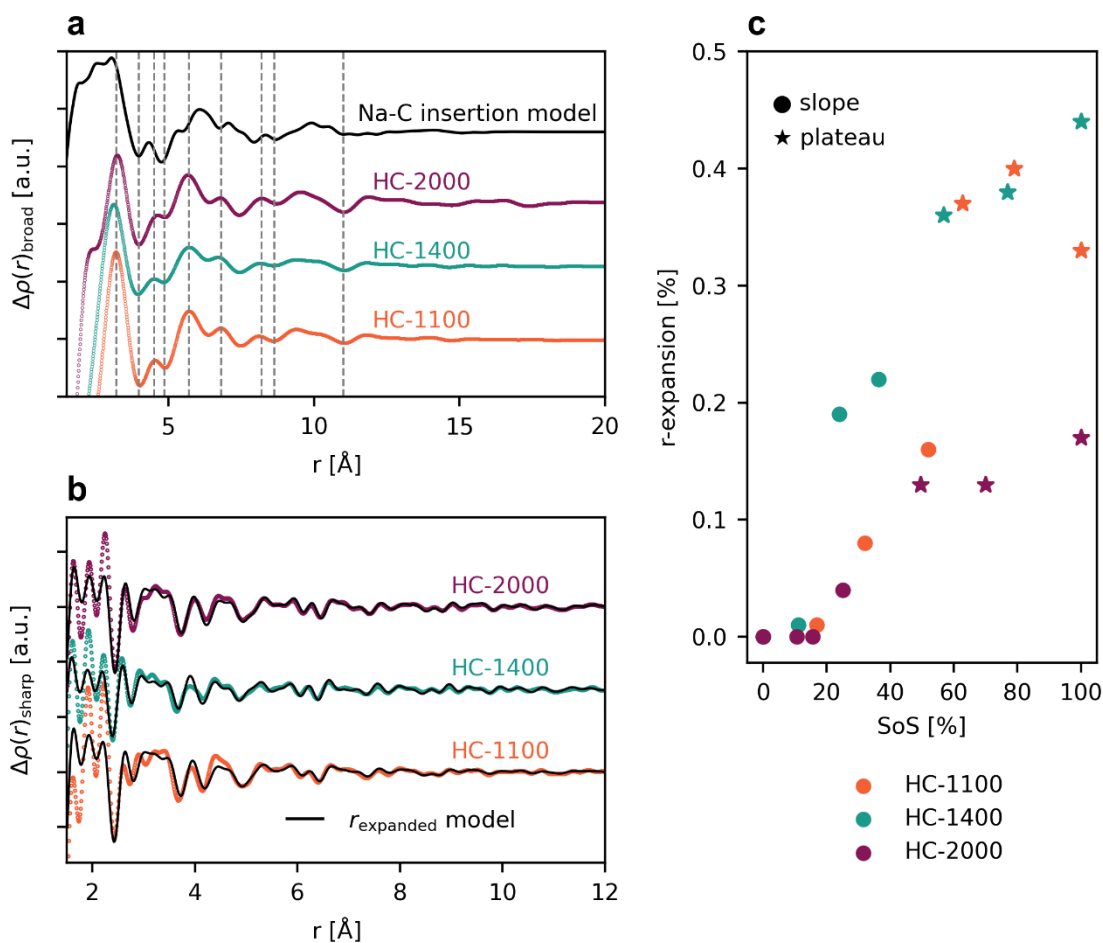 a
Δρ(r)broad [a.u.]
Na-C insertion model
HC-2000
HC-1400
HC-1100
5
10
15
20
r [Å]
b
Δρ(r)sharp [a.u.]
HC-2000
HC-1400
HC-1100
rexpanded model
2
4
6
8
10
12
r [Å]
c
r-expansion [%]
0.5
0.4
0.3
0.2
0.1
0.0
slope
plateau
0
20
40
60
80
100
SoS [%]
HC-1100
HC-1400
HC-2000